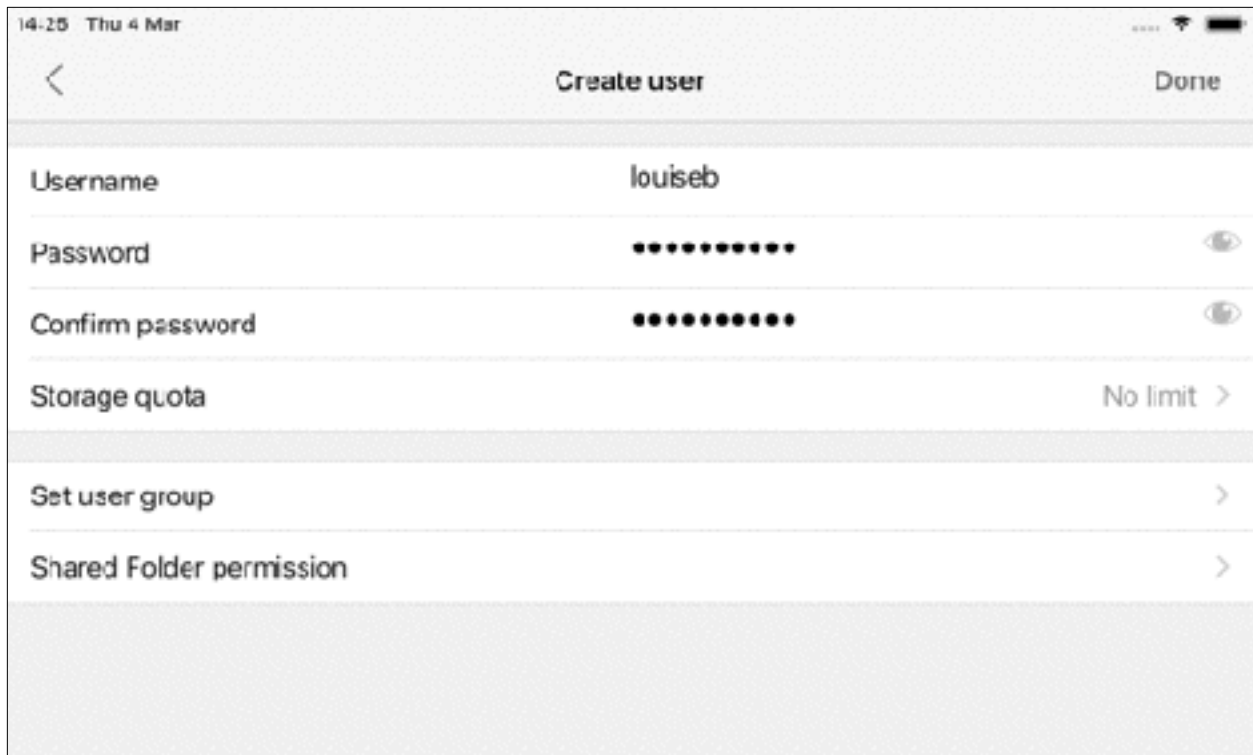 14:25 Thu 4 Mar
Create user
Done
Username louiseb
Password ••••••••••
Confirm password ••••••••••
Storage quota No limit >
Set user group >
Shared Folder permission >